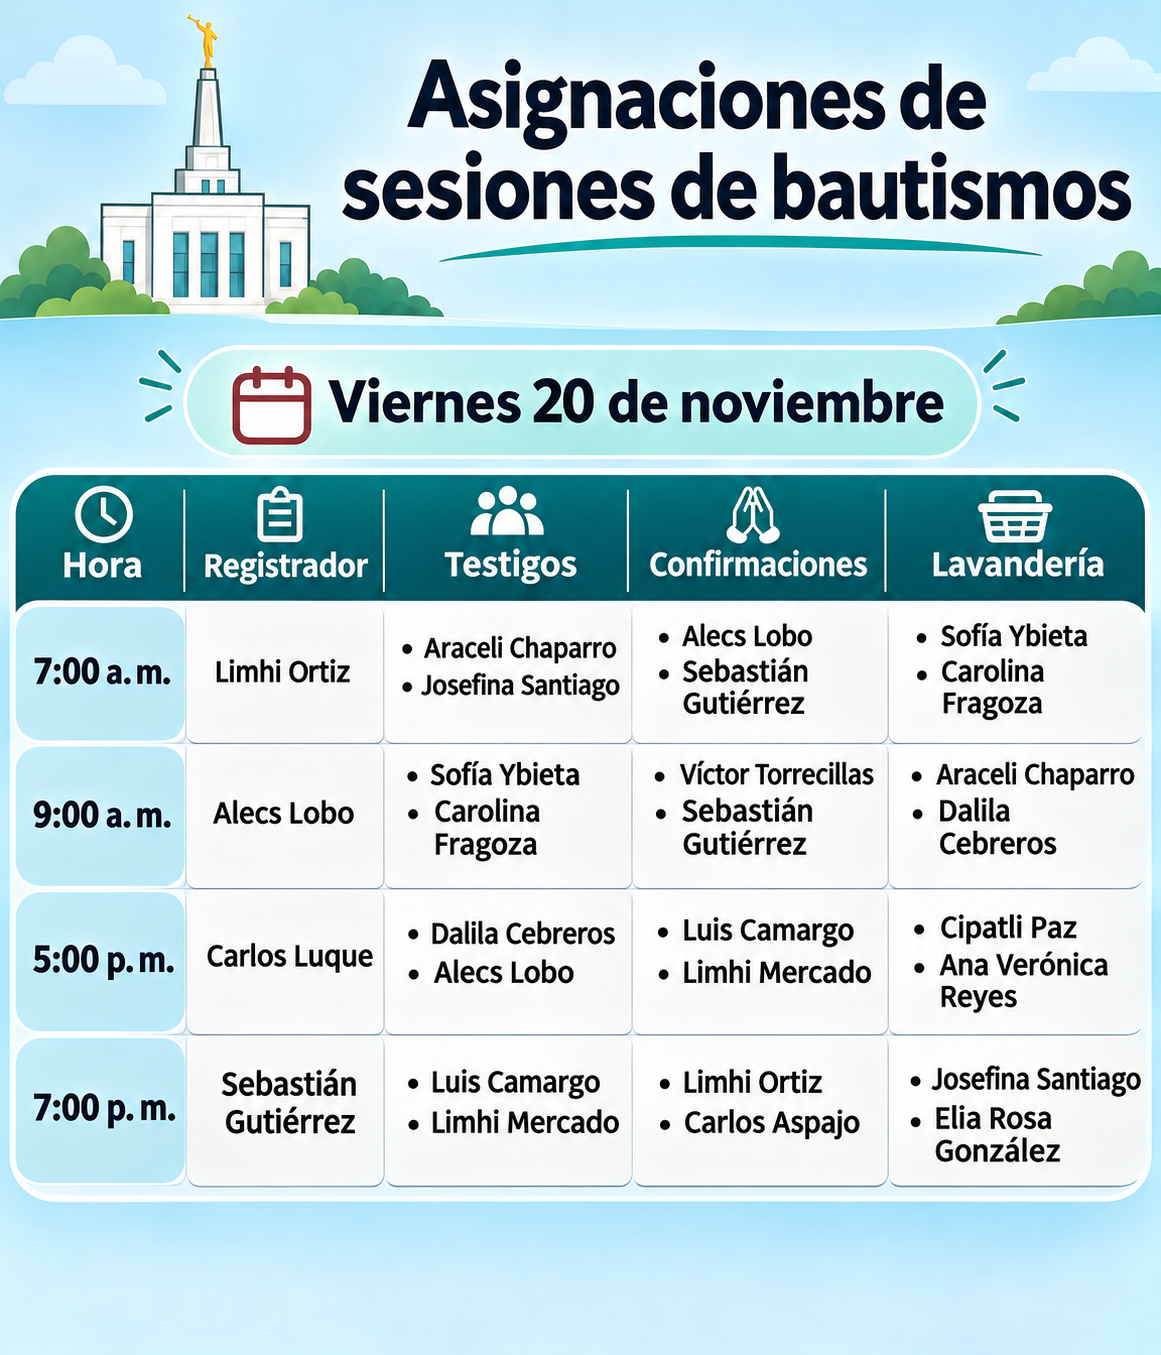 Asignaciones de
sesiones de bautismos
Viernes 20 de noviembre
Hora
Registrador
Testigos
Confirmaciones
Lavandería
7:00 a. m.
Limhi Ortiz
• Araceli Chaparro
• Josefina Santiago
• Alecs Lobo
• Sebastián
Gutiérrez
• Sofía Ybieta
• Carolina
Fragoza
9:00 a. m.
Alecs Lobo
• Sofía Ybieta
• Carolina
Fragoza
• Víctor Torrecillas
• Sebastián
Gutiérrez
• Araceli Chaparro
• Dalila
Cebreros
5:00 p. m.
Carlos Luque
• Dalila Cebreros
• Alecs Lobo
• Luis Camargo
• Limhi Mercado
• Cipatli Paz
• Ana Verónica
Reyes
7:00 p. m.
Sebastián
Gutiérrez
• Luis Camargo
• Limhi Mercado
• Limhi Ortiz
• Carlos Aspajo
• Josefina Santiago
• Elia Rosa
González